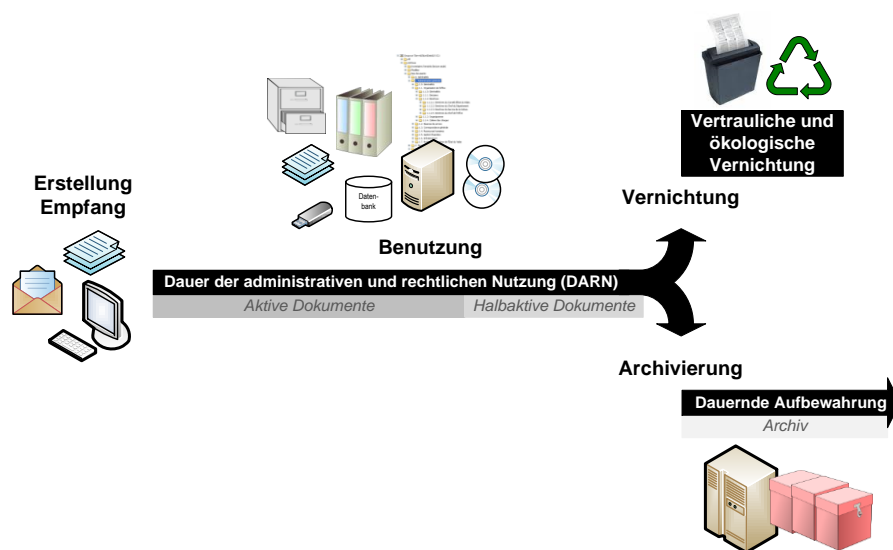 Vertrauliche und
ökologische
Vernichtung
Erstellung
Empfang
Daten-
bank
Vernichtung
Benutzung
Dauer der administrativen und rechtlichen Nutzung (DARN)
Aktive Dokumente
Halbaktive Dokumente
Archivierung
Dauernde Aufbewahrung
Archiv